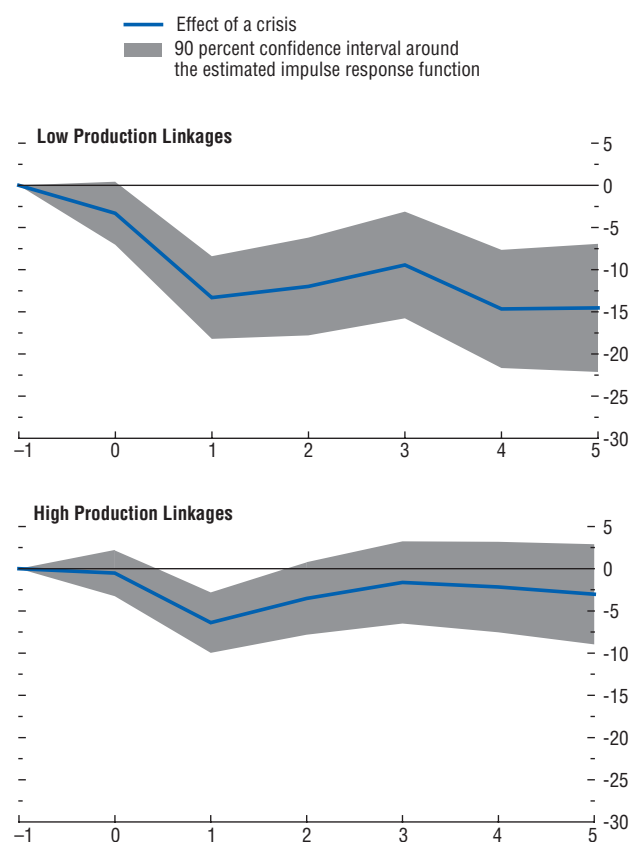 Effect of a crisis
90 percent confidence interval around
the estimated impulse response function
Low Production Linkages
5
0
-5
-10
-15
-20
-25
-30
–1 0 1 2 3 4 5
High Production Linkages
5
0
-5
-10
-15
-20
-25
-30
–1 0 1 2 3 4 5